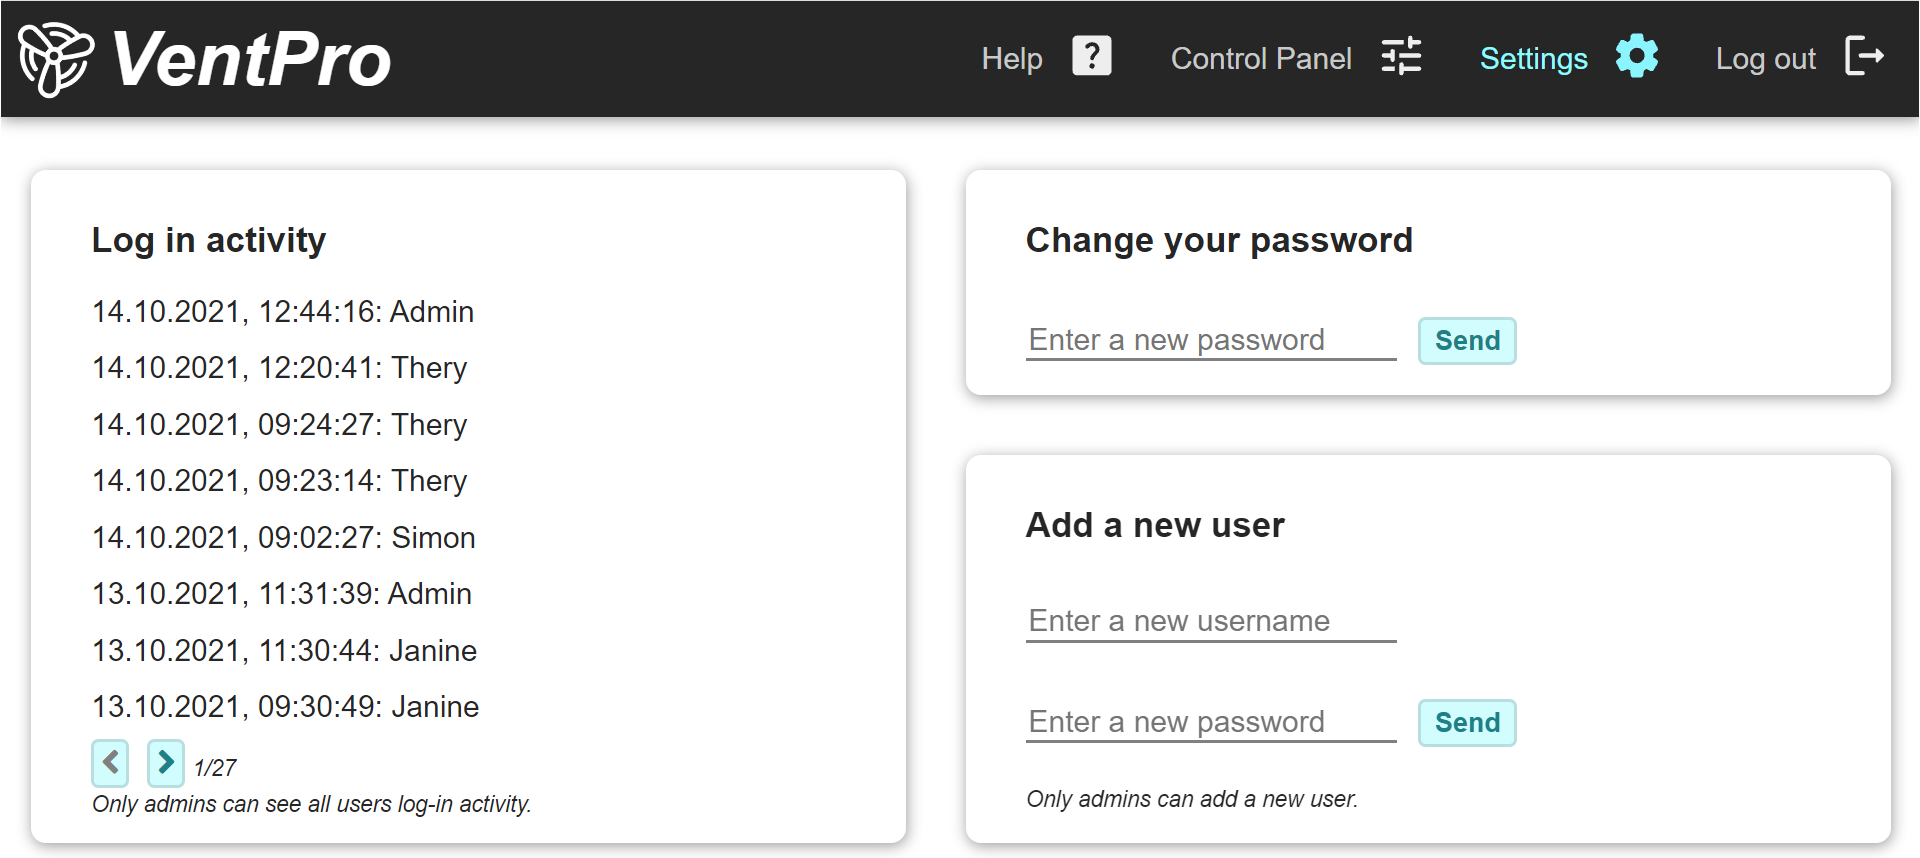 VentPro
Help ?
Control Panel
Settings
Log out
Log in activity
14.10.2021, 12:44:16: Admin
14.10.2021, 12:20:41: Thery
14.10.2021, 09:24:27: Thery
14.10.2021, 09:23:14: Thery
14.10.2021, 09:02:27: Simon
13.10.2021, 11:31:39: Admin
13.10.2021, 11:30:44: Janine
13.10.2021, 09:30:49: Janine
1/27
Only admins can see all users log-in activity.
Change your password
Enter a new password
Send
Add a new user
Enter a new username
Enter a new password
Send
Only admins can add a new user.